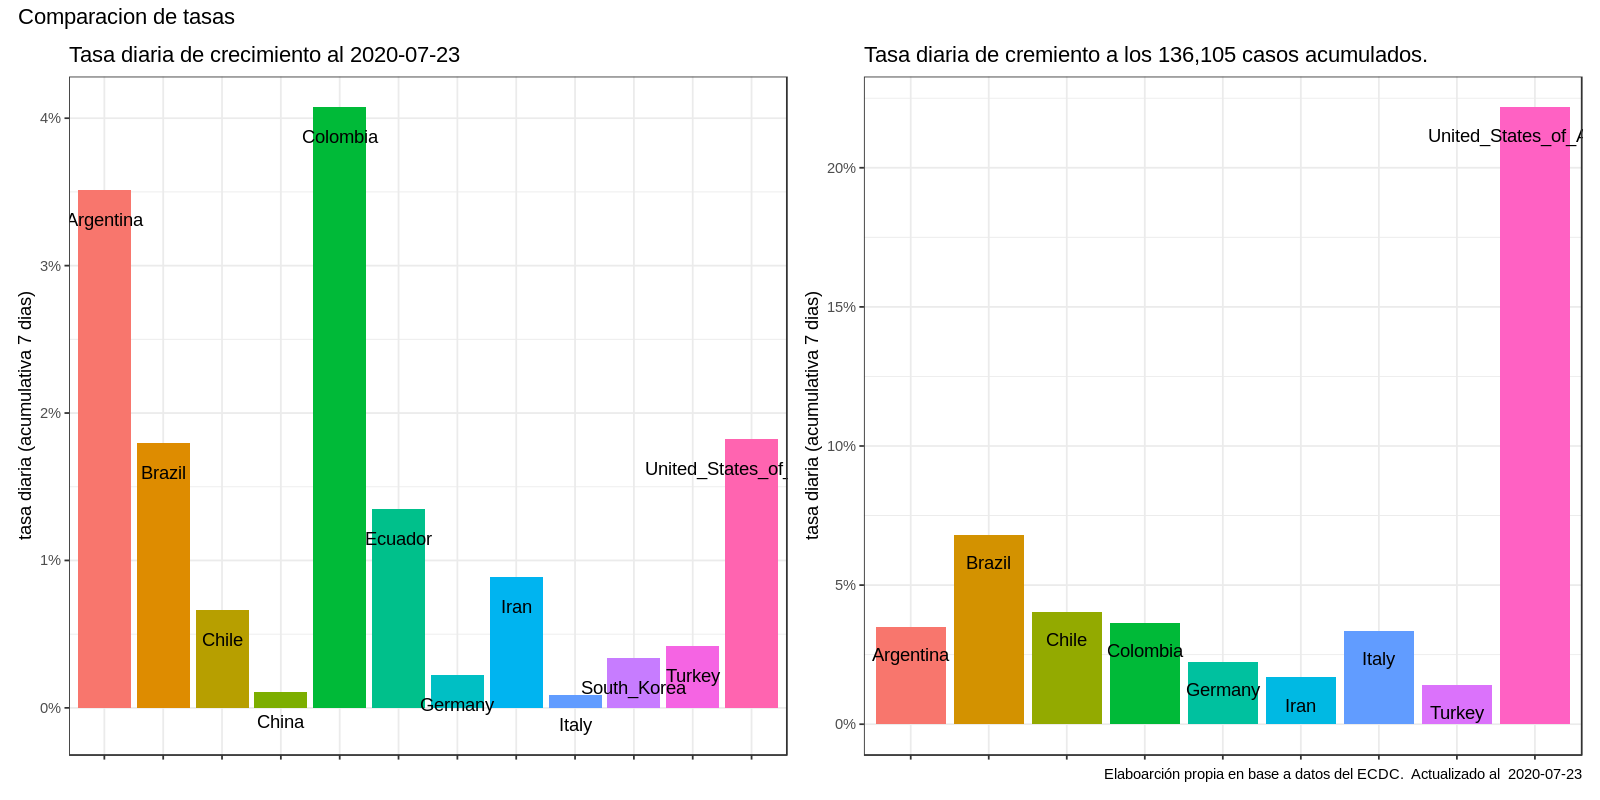 Comparacion de tasas
Tasa diaria de crecimiento al 2020-07-23
tasa diaria (acumulativa 7 dias)
4%
3%
2%
1%
0%
Argentina
Brazil
Chile
China
Colombia
Ecuador
Germany
Iran
Italy
South_Korea
Turkey
United_States_of_
Tasa diaria de cremiento a los 136,105 casos acumulados.
tasa diaria (acumulativa 7 dias)
20%
15%
10%
5%
0%
Argentina
Brazil
Chile
Colombia
Germany
Iran
Italy
Turkey
United_States_of_A
Elaboarción propia en base a datos del ECDC. Actualizado al 2020-07-23